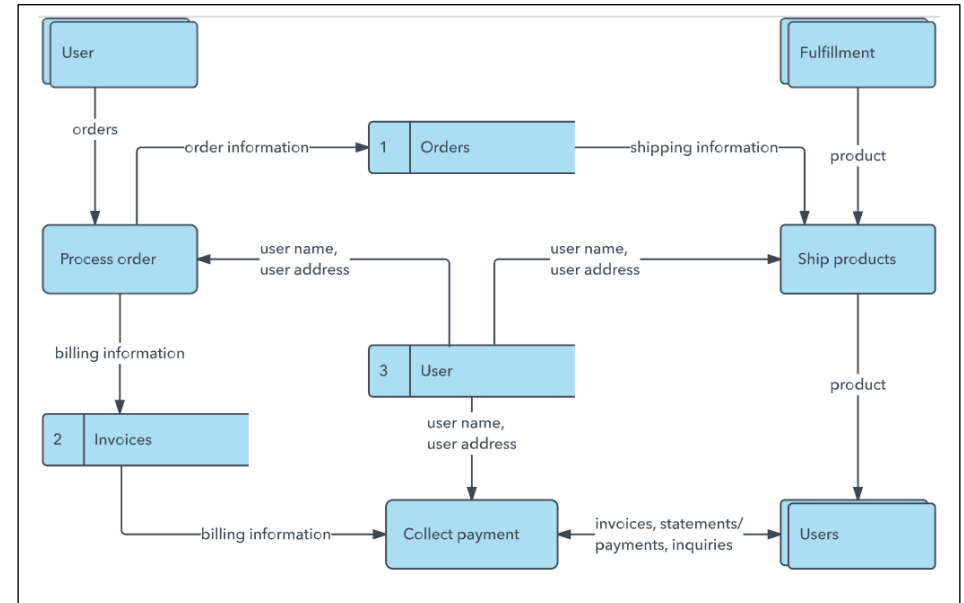 User
Fulfillment
orders
order information
1 Orders
shipping information
product
Process order
user name,
user address
user name,
user address
Ship products
billing information
3 User
product
user name,
user address
2 Invoices
billing information
Collect payment
invoices, statements/
payments, inquiries
Users